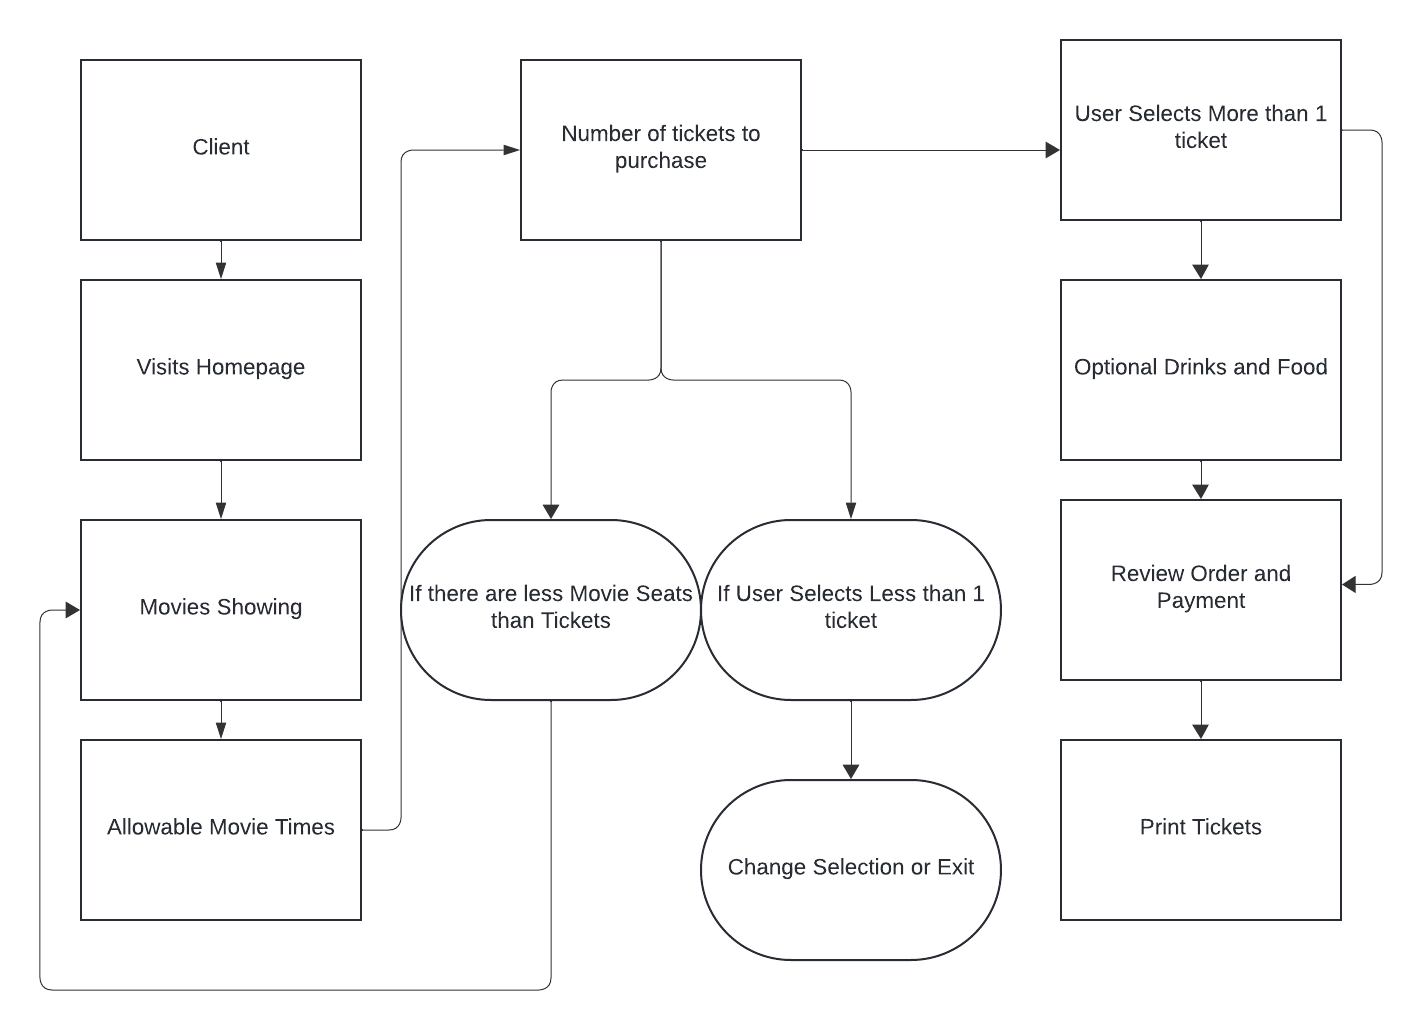 Client
Visits Homepage
Movies Showing
Allowable Movie Times
Number of tickets to
purchase
If there are less Movie Seats
than Tickets
If User Selects Less than 1
ticket
Change Selection or Exit
User Selects More than 1
ticket
Optional Drinks and Food
Review Order and
Payment
Print Tickets